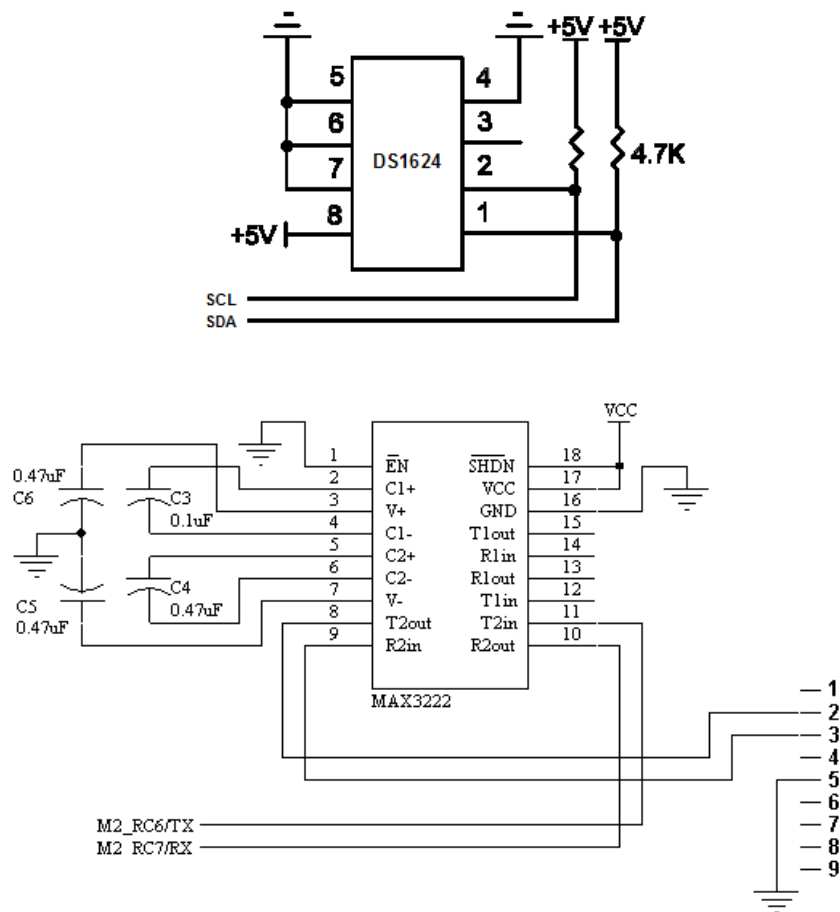 +5V +5V
5 4
6 3
DS1624
4.7K
7 2
8 1
+5V
SCL
SDA
VCC
1 EN SHDN 18
2 C1+ VCC 17
3 V+ GND 16
4 C1- T1out 15
5 C2+ R1in 14
6 C2- R1out 13
7 V- T1in 12
8 T2out T2in 11
9 R2in R2out 10
0.47uF
C6
C3
0.1uF
C4
0.47uF
C5
0.47uF
MAX3222
1
2
3
4
5
6
7
8
9
M2_RC6/TX
M2_RC7/RX